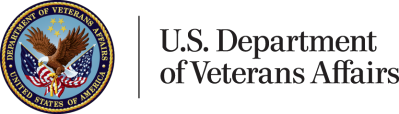 DEPARTMENT OF VETERANS AFFAIRS
UNITED STATES OF AMERICA
U.S. Department
of Veterans Affairs